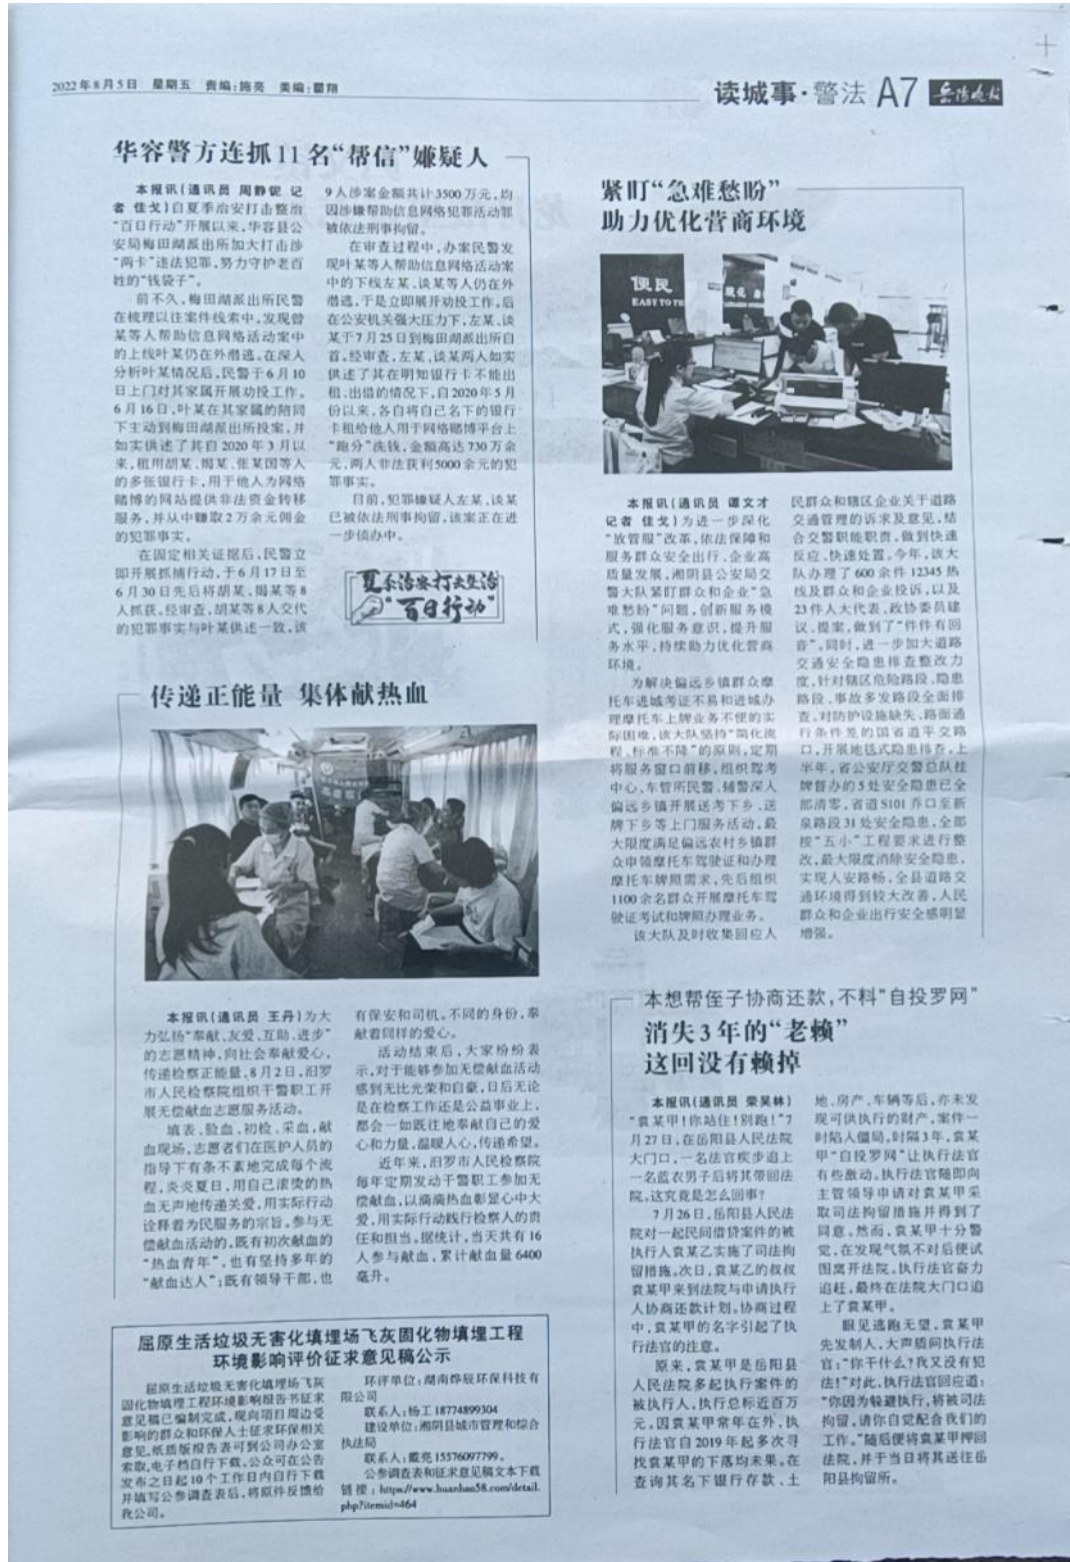 2022年8月5日 星期五 责编:施亮 美编:瞿翔
读城事·警法 A7 岳阳晚报
华容警方连抓11名“帮信”嫌疑人
本报讯(通讯员 周静铌 记
者 佳戈)自夏季治安打击整治
“百日行动”开展以来,华容县公
安局梅田湖派出所加大打击涉
“两卡”违法犯罪,努力守护老百
姓的“钱袋子”。
前不久,梅田湖派出所民警
在梳理以往案件线索中,发现曾
某等人帮助信息网络活动案中
的上线叶某仍在外潜逃。在深入
分析叶某情况后,民警于6月10
日上门对其家属开展劝投工作。
6月16日,叶某在其家属的陪同
下主动到梅田湖派出所投案,并
如实供述了其自2020年3月以
来,租用胡某、揭某、张某国等人
的多张银行卡,用于他人为网络
赌博的网站提供非法资金转移
服务,并从中赚取2万余元佣金
的犯罪事实。
在固定相关证据后,民警立
即开展抓捕行动,于6月17日至
6月30日先后将胡某、揭某等8
人抓获。经审查,胡某等8人交代
的犯罪事实与叶某供述一致,该
9人涉案金额共计3500万元,均
因涉嫌帮助信息网络犯罪活动罪
被依法刑事拘留。
在审查过程中,办案民警发
现叶某等人帮助信息网络活动案
中的下线左某、谈某等人仍在外
潜逃,于是立即展开劝投工作。后
在公安机关强大压力下,左某、谈
某于7月25日到梅田湖派出所自
首。经审查,左某、谈某两人如实
供述了其在明知银行卡不能出
租、出借的情况下,自2020年5月
份以来,各自将自己名下的银行
卡租给他人用于网络赌博平台上
“跑分”洗钱,金额高达730万余
元,两人非法获利5000余元的犯
罪事实。
目前,犯罪嫌疑人左某、谈某
已被依法刑事拘留,该案正在进
一步侦办中。
夏季治安打击整治
“百日行动”
传递正能量 集体献热血
本报讯(通讯员 王丹)为大
力弘扬“奉献、友爱、互助、进步”
的志愿精神,向社会奉献爱心,
传递检察正能量,8月2日,汨罗
市人民检察院组织干警职工开
展无偿献血志愿服务活动。
填表、验血、初检、采血,献
血现场,志愿者们在医护人员的
指导下有条不紊地完成每个流
程,炎炎夏日,用自己滚烫的热
血无声地传递关爱,用实际行动
诠释着为民服务的宗旨。参与无
偿献血活动的,既有初次献血的
“热血青年”,也有坚持多年的
“献血达人”;既有领导干部,也
有保安和司机。不同的身份,奉
献着同样的爱心。
活动结束后,大家纷纷表
示,对于能够参加无偿献血活动
感到无比光荣和自豪,日后无论
是在检察工作还是公益事业上,
都会一如既往地奉献自己的爱
心和力量,温暖人心,传递希望。
近年来,汨罗市人民检察院
每年定期发动干警职工参加无
偿献血,以滴滴热血彰显心中大
爱,用实际行动践行检察人的责
任和担当。据统计,当天共有16
人参与献血,累计献血量6400
毫升。
屈原生活垃圾无害化填埋场飞灰固化物填埋工程
环境影响评价征求意见稿公示
屈原生活垃圾无害化填埋场飞灰
固化物填埋工程环境影响报告书征求
意见稿已编制完成,现向项目周边受
影响的群众和环保人士征求环保相关
意见,纸质版报告表可到公司办公室
索取,电子档自行下载。公众可在公告
发布之日起10个工作日内自行下载
并填写公参调查表后,将原件反馈给
我公司。
环评单位:湖南烨辰环保科技有
限公司
联系人:杨工18774899304
建设单位:湘阴县城市管理和综合
执法局
联系人:戴亮15576097799。
公参调查表和征求意见稿文本下载
链接:https://www.huanhao58.com/detail.
php?itemid=464
紧盯“急难愁盼”
助力优化营商环境
便民
EASY TO
本报讯(通讯员 谭文才
记者 佳戈)为进一步深化
“放管服”改革,依法保障和
服务群众安全出行、企业高
质量发展,湘阴县公安局交
警大队紧盯群众和企业“急
难愁盼”问题,创新服务模
式,强化服务意识,提升服
务水平,持续助力优化营商
环境。
为解决偏远乡镇群众摩
托车进城考证不易和进城办
理摩托车上牌业务不便的实
际困难,该大队坚持“简化流
程、标准不降”的原则,定期
将服务窗口前移,组织驾考
中心、车管所民警、辅警深入
偏远乡镇开展送考下乡、送
牌下乡等上门服务活动,最
大限度满足偏远农村乡镇群
众申领摩托车驾驶证和办理
摩托车牌照需求,先后组织
1100余名群众开展摩托车驾
驶证考试和牌照办理业务。
该大队及时收集回应人
民群众和辖区企业关于道路
交通管理的诉求及意见,结
合交警职能职责,做到快速
反应、快速处置。今年,该大
队办理了600余件12345热
线及群众和企业投诉,以及
23件人大代表、政协委员建
议、提案,做到了“件件有回
音”。同时,进一步加大道路
交通安全隐患排查整改力
度,针对辖区危险路段、隐患
路段、事故多发路段全面排
查。对防护设施缺失、路面通
行条件差的国省道平交路
口,开展地毯式隐患排查。上
半年,省公安厅交警总队挂
牌督办的5处安全隐患已全
部清零,省道S101乔口至新
泉路段31处安全隐患,全部
按“五小”工程要求进行整
改,最大限度消除安全隐患,
实现人安路畅,全县道路交
通环境得到较大改善,人民
群众和企业出行安全感明显
增强。
本想帮侄子协商还款,不料“自投罗网”
消失3年的“老赖”
这回没有赖掉
本报讯(通讯员 荣昊林)
“袁某甲!你站住!别跑!”7
月27日,在岳阳县人民法院
大门口,一名法官疾步追上
一名蓝衣男子后将其带回法
院,这究竟是怎么回事?
7月26日,岳阳县人民法
院对一起民间借贷案件的被
执行人袁某乙实施了司法拘
留措施。次日,袁某乙的叔叔
袁某甲来到法院与申请执行
人协商还款计划。协商过程
中,袁某甲的名字引起了执
行法官的注意。
原来,袁某甲是岳阳县
人民法院多起执行案件的
被执行人,执行总标近百万
元,因袁某甲常年在外,执
行法官自2019年起多次寻
找袁某甲的下落均未果。在
查询其名下银行存款、土
地、房产、车辆等后,亦未发
现可供执行的财产,案件一
时陷入僵局。时隔3年,袁某
甲“自投罗网”让执行法官
有些激动。执行法官随即向
主管领导申请对袁某甲采
取司法拘留措施并得到了
同意。然而,袁某甲十分警
觉,在发现气氛不对后便试
图离开法院。执行法官奋力
追赶,最终在法院大门口追
上了袁某甲。
眼见逃跑无望,袁某甲
先发制人,大声质问执行法
官:“你干什么?我又没有犯
法!”对此,执行法官回应道:
“你因为躲避执行,将被司法
拘留,请你自觉配合我们的
工作。”随后便将袁某甲押回
法院,并于当日将其送往岳
阳县拘留所。